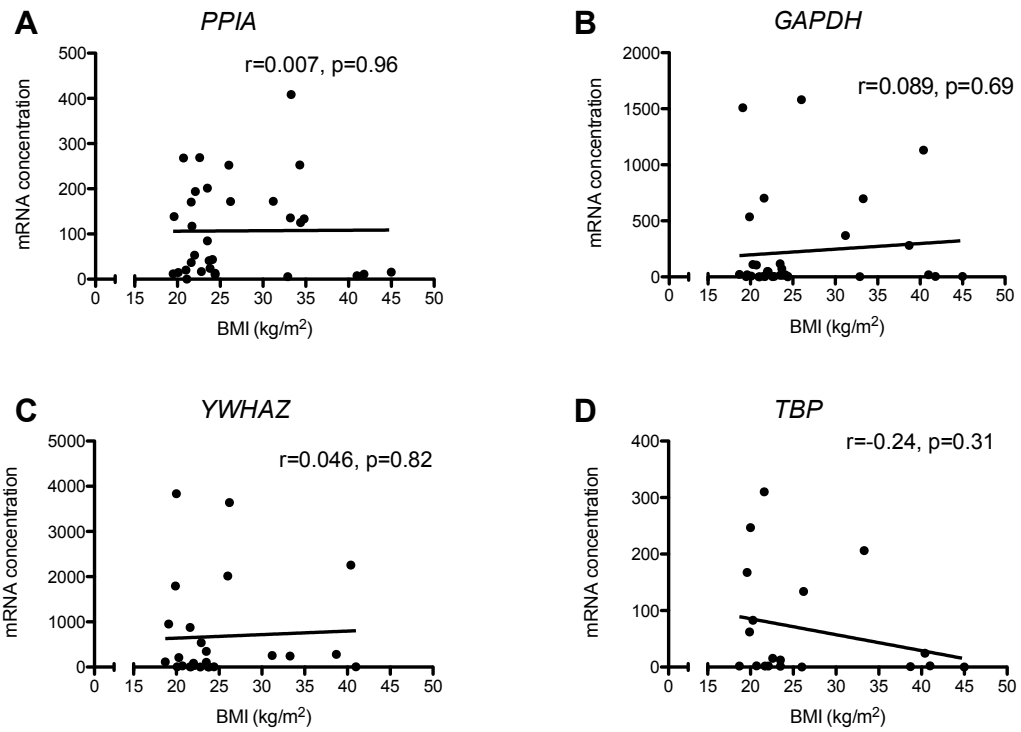 A
PPIA
r=0.007, p=0.96
mRNA concentration
500
400
300
200
100
0
0 15 20 25 30 35 40 45 50
BMI (kg/m²)
B
GAPDH
r=0.089, p=0.69
mRNA concentration
2000
1500
1000
500
0
0 15 20 25 30 35 40 45 50
BMI (kg/m²)
C
YWHAZ
r=0.046, p=0.82
mRNA concentration
5000
4000
3000
2000
1000
0
0 15 20 25 30 35 40 45 50
BMI (kg/m²)
D
TBP
r=-0.24, p=0.31
mRNA concentration
400
300
200
100
0
0 15 20 25 30 35 40 45 50
BMI (kg/m²)